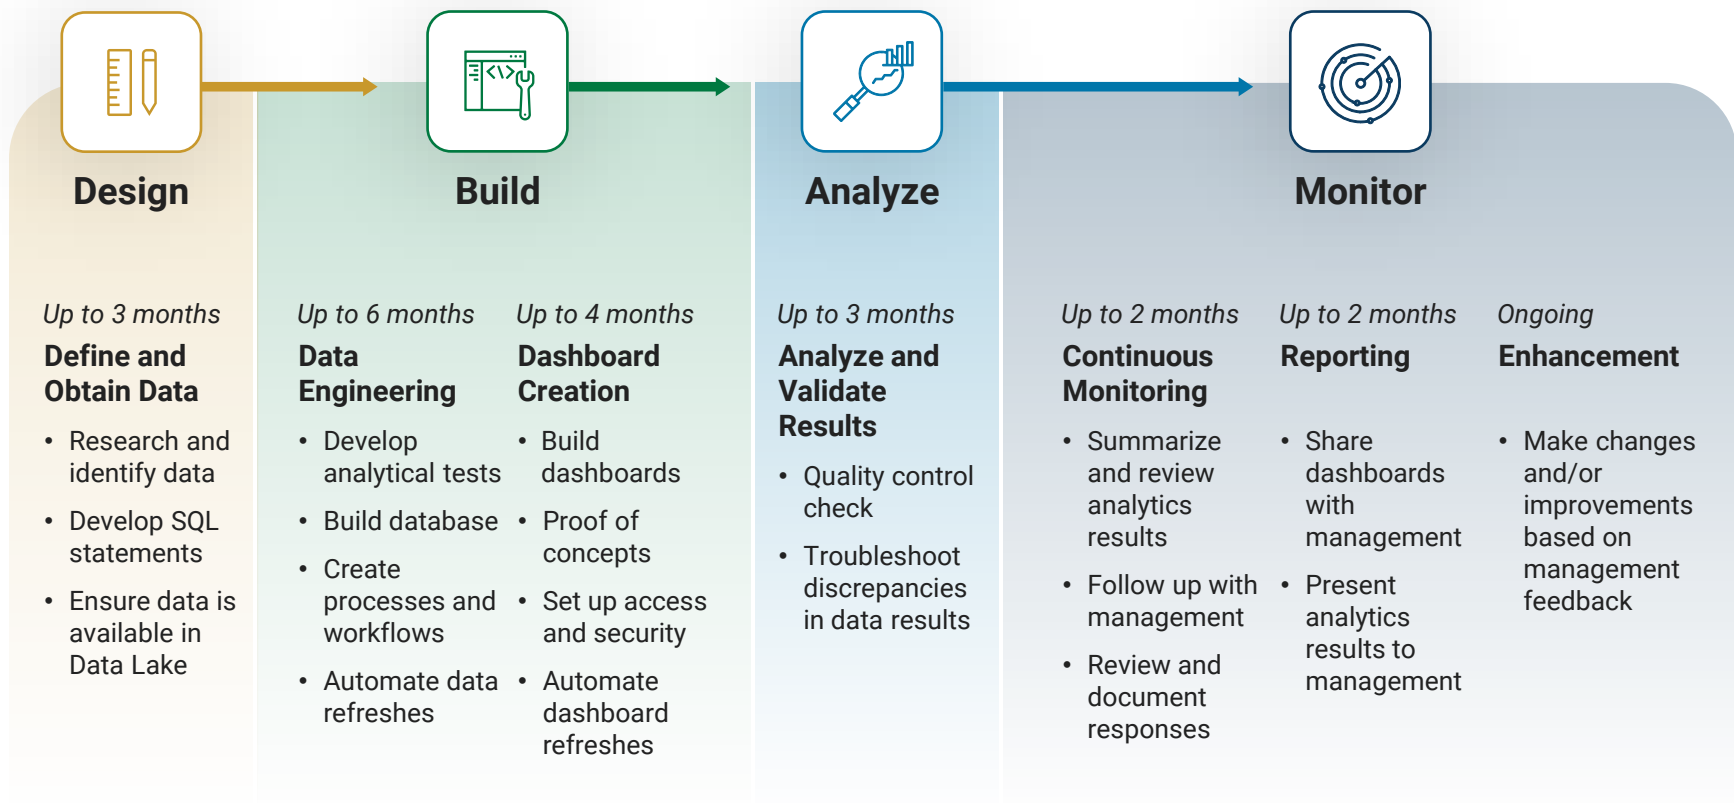 Design
Build
Analyze
Monitor
Up to 3 months
Define and
Obtain Data
• Research and
identify data
• Develop SQL
statements
• Ensure data is
available in
Data Lake
Up to 6 months
Data
Engineering
• Develop
analytical tests
• Build database
• Create
processes and
workflows
• Automate data
refreshes
Up to 4 months
Dashboard
Creation
• Build
dashboards
• Proof of
concepts
• Set up access
and security
• Automate
dashboard
refreshes
Up to 3 months
Analyze and
Validate
Results
• Quality control
check
• Troubleshoot
discrepancies
in data results
Up to 2 months
Continuous
Monitoring
• Summarize
and review
analytics
results
• Follow up with
management
• Review and
document
responses
Up to 2 months
Reporting
• Share
dashboards
with
management
• Present
analytics
results to
management
Ongoing
Enhancement
• Make changes
and/or
improvements
based on
management
feedback